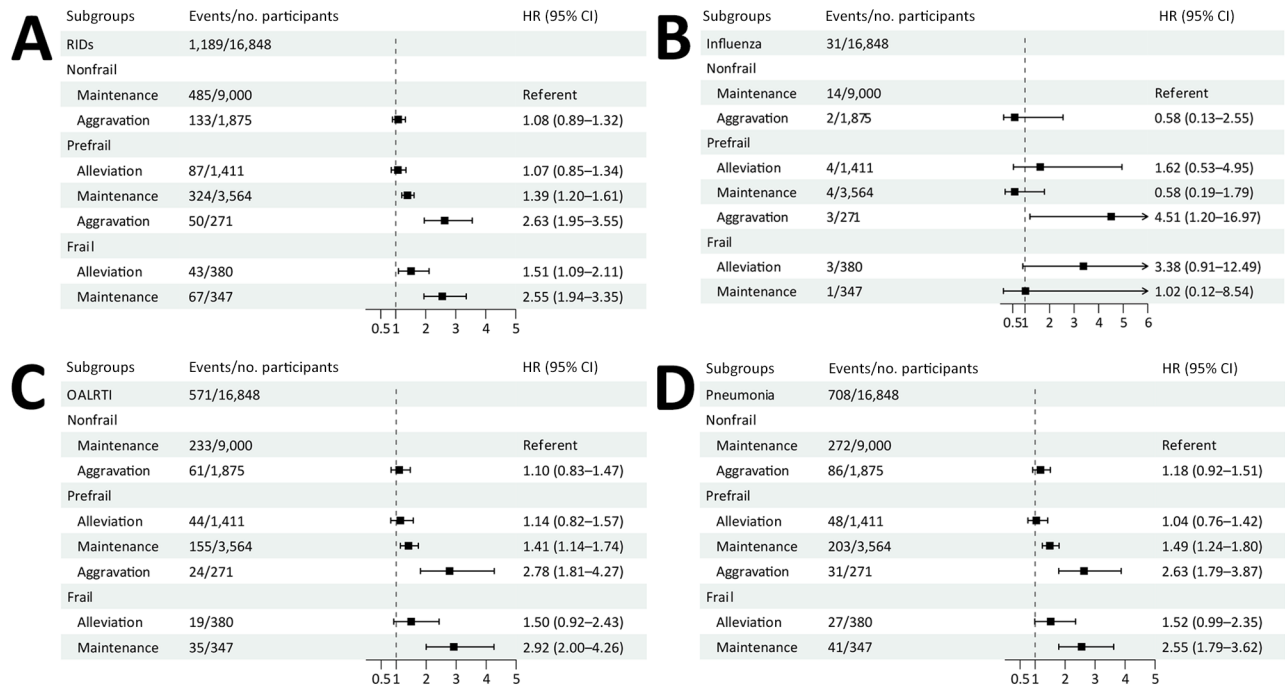 A
Subgroups Events/no. participants HR (95% CI)
RIDs 1,189/16,848
Nonfrail
Maintenance 485/9,000 Referent
Aggravation 133/1,875 1.08 (0.89–1.32)
Prefrail
Alleviation 87/1,411 1.07 (0.85–1.34)
Maintenance 324/3,564 1.39 (1.20–1.61)
Aggravation 50/271 2.63 (1.95–3.55)
Frail
Alleviation 43/380 1.51 (1.09–2.11)
Maintenance 67/347 2.55 (1.94–3.35)
0.5 1 2 3 4 5
B
Subgroups Events/no. participants HR (95% CI)
Influenza 31/16,848
Nonfrail
Maintenance 14/9,000 Referent
Aggravation 2/1,875 0.58 (0.13–2.55)
Prefrail
Alleviation 4/1,411 1.62 (0.53–4.95)
Maintenance 4/3,564 0.58 (0.19–1.79)
Aggravation 3/271 4.51 (1.20–16.97)
Frail
Alleviation 3/380 3.38 (0.91–12.49)
Maintenance 1/347 1.02 (0.12–8.54)
0.5 1 2 3 4 5 6
C
Subgroups Events/no. participants HR (95% CI)
OALRTI 571/16,848
Nonfrail
Maintenance 233/9,000 Referent
Aggravation 61/1,875 1.10 (0.83–1.47)
Prefrail
Alleviation 44/1,411 1.14 (0.82–1.57)
Maintenance 155/3,564 1.41 (1.14–1.74)
Aggravation 24/271 2.78 (1.81–4.27)
Frail
Alleviation 19/380 1.50 (0.92–2.43)
Maintenance 35/347 2.92 (2.00–4.26)
0.5 1 2 3 4 5
D
Subgroups Events/no. participants HR (95% CI)
Pneumonia 708/16,848
Nonfrail
Maintenance 272/9,000 Referent
Aggravation 86/1,875 1.18 (0.92–1.51)
Prefrail
Alleviation 48/1,411 1.04 (0.76–1.42)
Maintenance 203/3,564 1.49 (1.24–1.80)
Aggravation 31/271 2.63 (1.79–3.87)
Frail
Alleviation 27/380 1.52 (0.99–2.35)
Maintenance 41/347 2.55 (1.79–3.62)
0.5 1 2 3 4 5